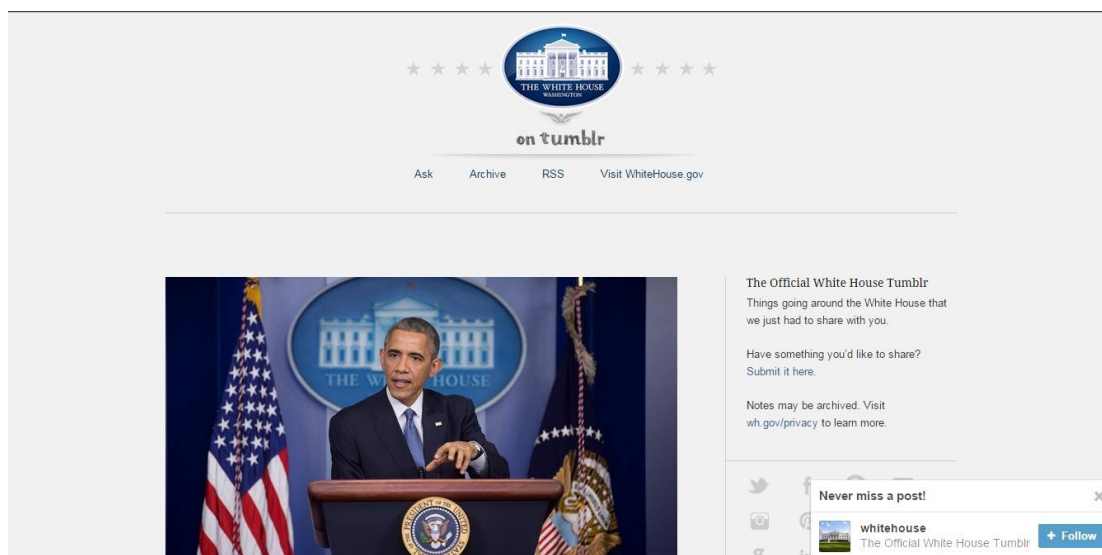 THE WHITE HOUSE
WASHINGTON
on tumblr
Ask Archive RSS Visit WhiteHouse.gov
THE WHITE HOUSE
The Official White House Tumblr
Things going around the White House that
we just had to share with you.
Have something you'd like to share?
Submit it here.
Notes may be archived. Visit
wh.gov/privacy to learn more.
Never miss a post!
whitehouse
The Official White House Tumblr
+ Follow